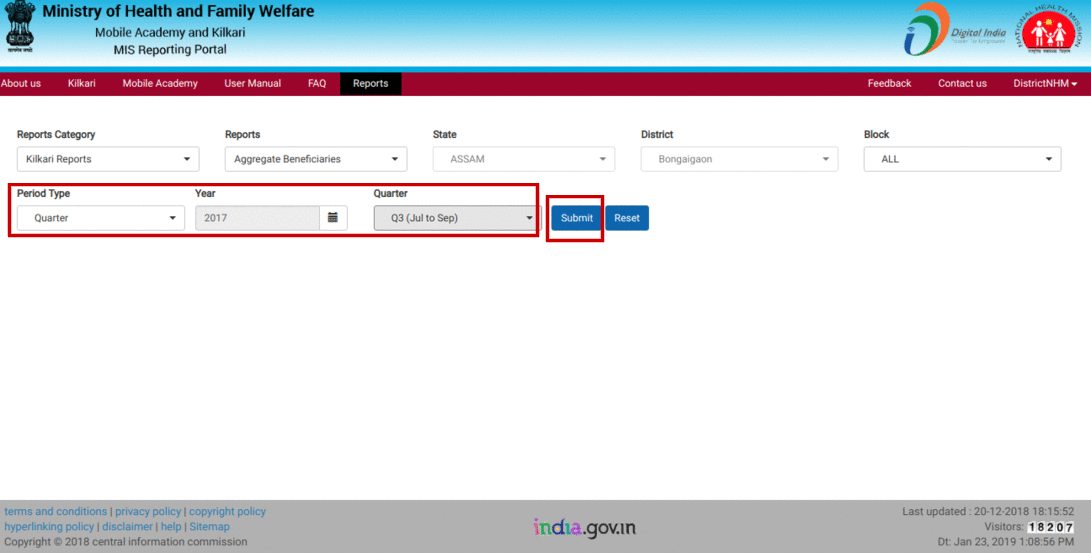 Ministry of Health and Family Welfare
Mobile Academy and Kilkari
MIS Reporting Portal
Digital India
Power To Empower
NATIONAL HEALTH MISSION
About us Kilkari Mobile Academy User Manual FAQ Reports Feedback Contact us DistrictNHM
Reports Category Reports State District Block
Kilkari Reports Aggregate Beneficiaries ASSAM Bongaigaon ALL
Period Type Year Quarter
Quarter 2017 Q3 (Jul to Sep) Submit Reset
terms and conditions | privacy policy | copyright policy
hyperlinking policy | disclaimer | help | Sitemap
Copyright © 2018 central information commission
india.gov.in
Last updated : 20-12-2018 18:15:52
Visitors: 18207
Dt: Jan 23, 2019 1:08:56 PM